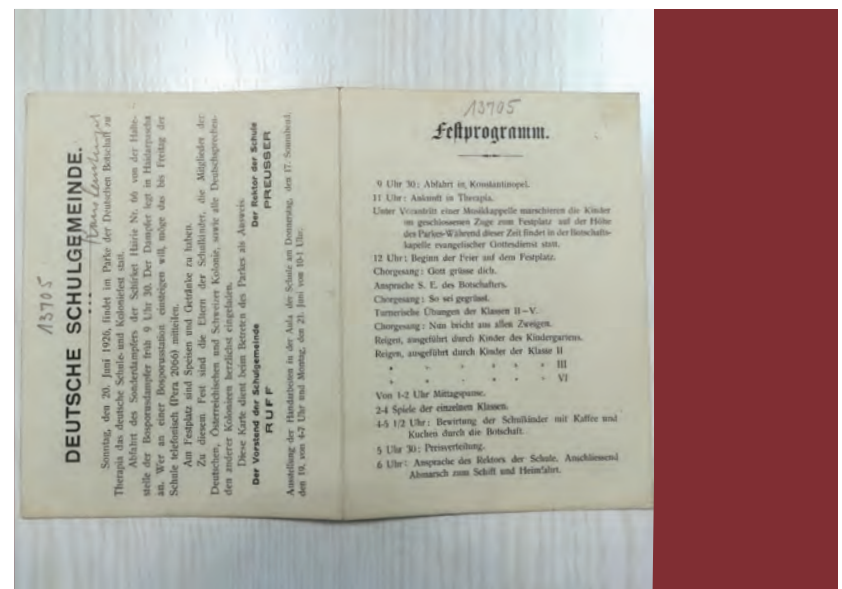 13705
DEUTSCHE SCHULGEMEINDE.
Sonntag, den 20. Juni 1926, findet im Parke der Deutschen Botschaft zu
Therapia das deutsche Schule- und Koloniefest statt.
Abfahrt des Sonderdampfers der Schirket Haïrie Nr. 66 von der Halte-
stelle der Bosporusdampfer früh 9 Uhr 30. Der Dampfer legt in Haidarpascha
an. Wer an einer Bosporusstation einsteigen will, möge das bis Freitag der
Schule telefonisch (Pera 2066) mitteilen.
Am Festplatz sind Speisen und Getränke zu haben.
Zu diesem Fest sind die Eltern der Schulkinder, die Mitglieder der
Deutschen, Österreichischen und Schweizer Kolonie, sowie alle Deutschsprechen-
den anderer Kolonieen herzlichst eingeladen.
Diese Karte dient beim Betreten des Parkes als Ausweis.
Der Vorstend der Schulgemeinde Der Rektor der Schule
RUFF PREUSSER
Ausstellung der Handarbeiten in der Aula der Schule am Donnerstag, den 17. Sonnabend,
den 19. von 4-7 Uhr und Montag, den 21. Juni von 10-1 Uhr.
13705
Festprogramm.
9 Uhr 30: Abfahrt in Konstantinopel.
11 Uhr: Ankunft in Therapia.
Unter Vorantritt einer Musikkappelle marschieren die Kinder
im geschlossenen Zuge zum Festplatz auf der Höhe
des Parkes-Während dieser Zeit findet in der Botschafts-
kapelle evangelischer Gottesdienst statt.
12 Uhr: Beginn der Feier auf dem Festplatz.
Chorgesang: Gott grüsse dich.
Ansprache S. E. des Botschafters.
Chorgesang: So sei gegrüsst.
Turnerische Übungen der Klassen II-V.
Chorgesang: Nun bricht aus allen Zweigen.
Reigen, ausgeführt durch Kinder des Kindergartens.
Reigen, ausgeführt durch Kinder der Klasse II
" " " " " III
" " " " " VI
Von 1-2 Uhr Mittagspause.
2-4 Spiele der einzelnen Klassen.
4-5 1/2 Uhr: Bewirtung der Schulkinder mit Kaffee und
Kuchen durch die Botschaft.
5 Uhr 30: Preisverteilung.
6 Uhr: Ansprache des Rektors der Schule. Anschliessend
Abmarsch zum Schiff und Heimfahrt.